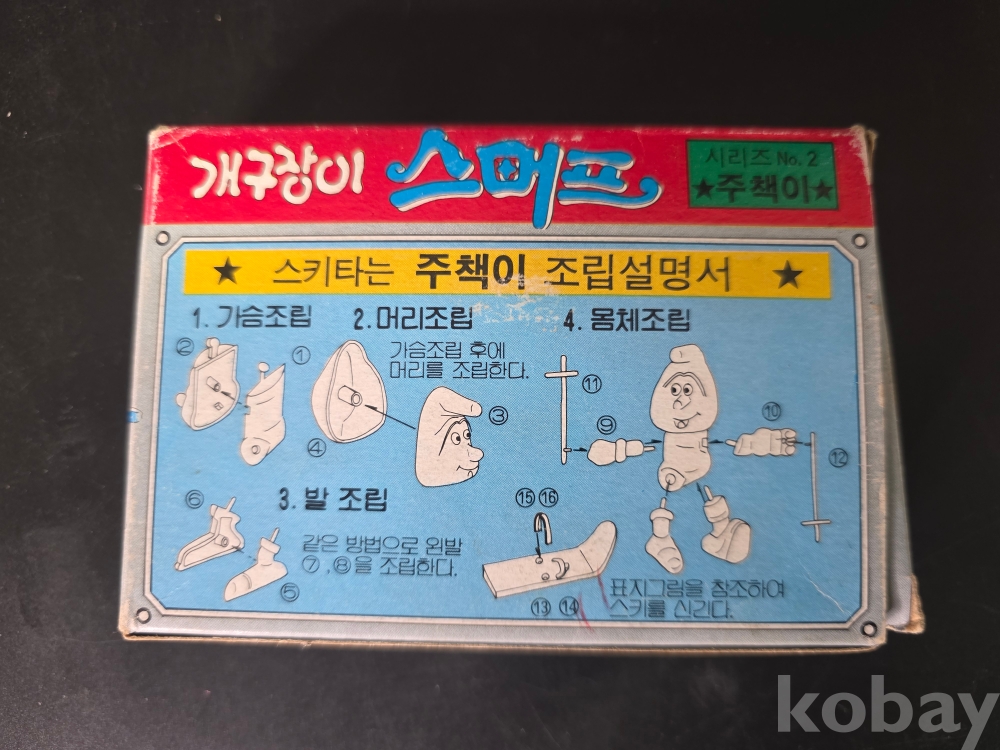 개구쟁이 스머프 시리즈 No. 2
★주책이★
★ 스키타는 주책이 조립설명서 ★
1. 가슴조립
2. 머리조립
4. 몸체조립
가슴조립 후에
머리를 조립한다.
② ① ④ ③
⑪ ⑨ ⑩ ⑫
3. 발 조립
⑥ ⑤
같은 방법으로 왼발
⑦, ⑧을 조립한다.
⑮ ⑯
⑬ ⑭
표지그림을 참조하여
스키를 신긴다.
kobay